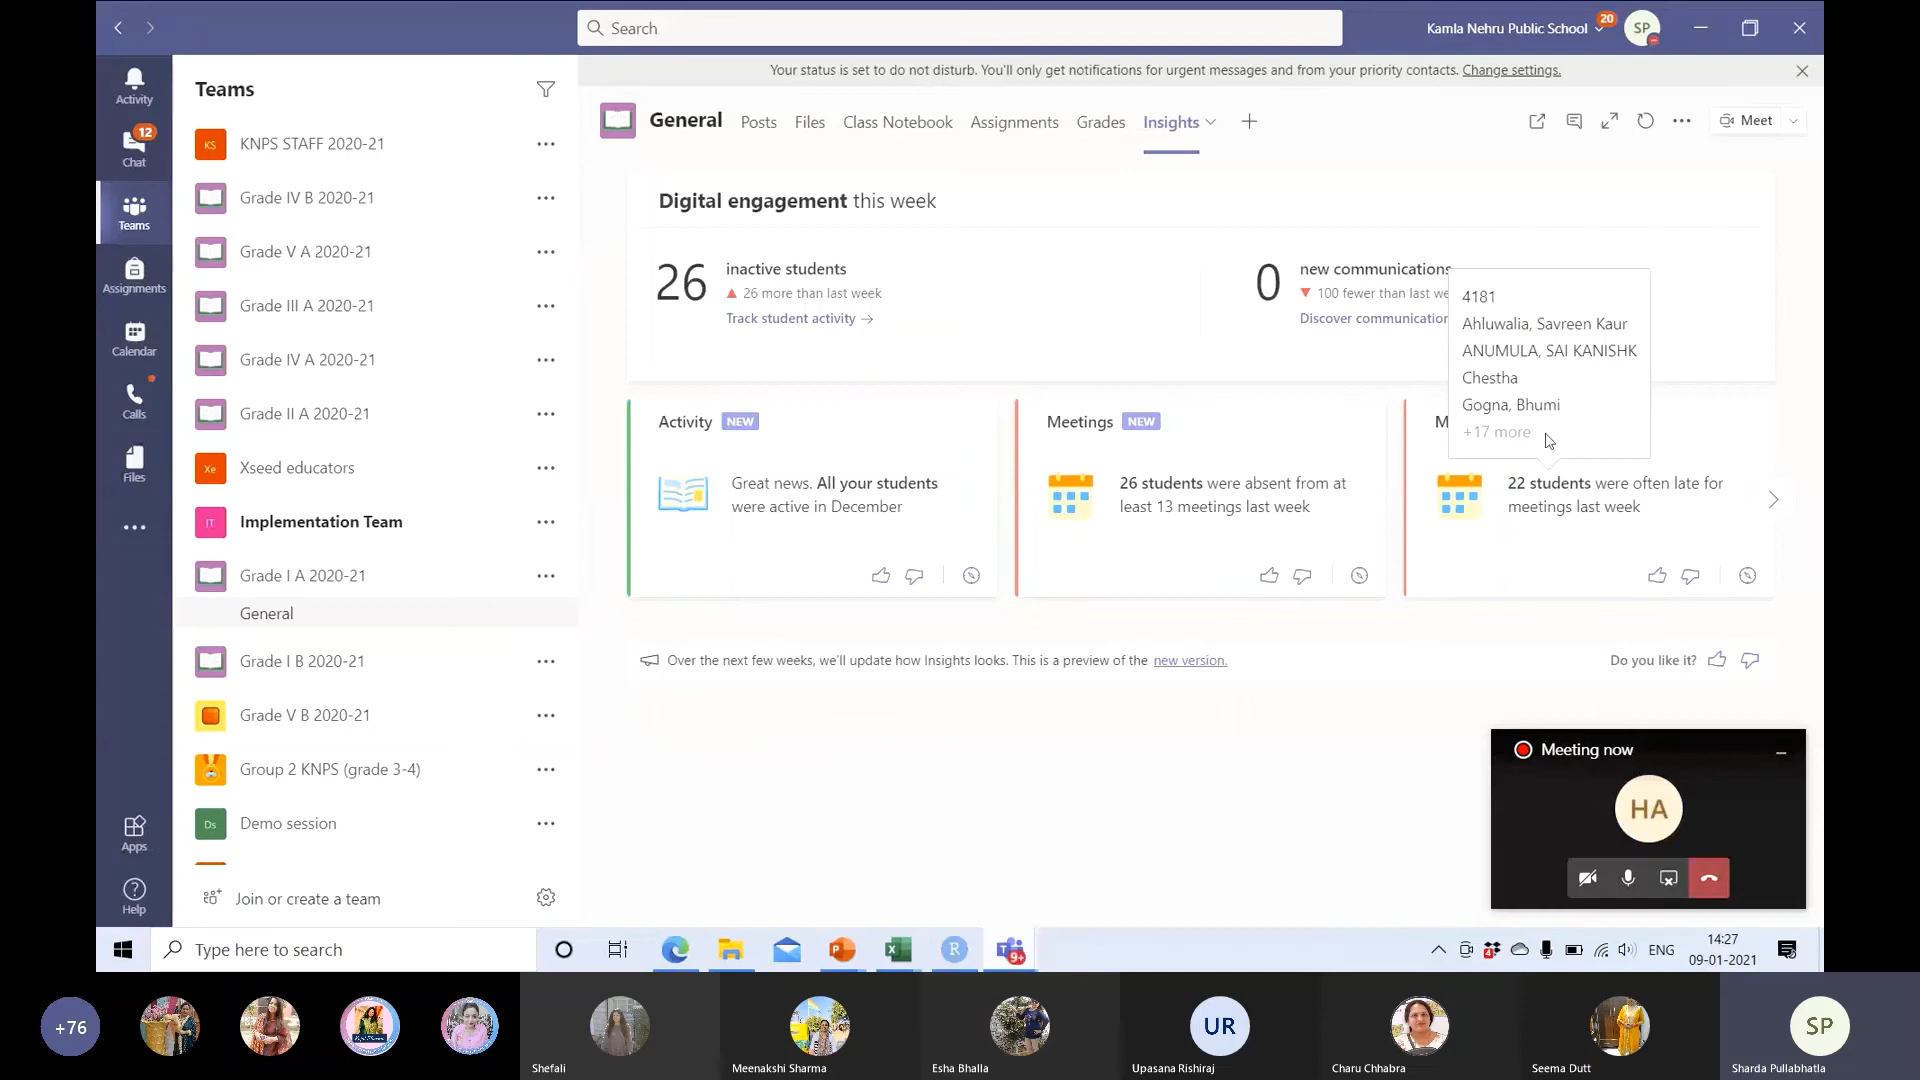 Search
Kamla Nehru Public School
20
SP
Your status is set to do not disturb. You'll only get notifications for urgent messages and from your priority contacts. Change settings.
Activity
12
Chat
Teams
Assignments
Calendar
Calls
Files
Apps
Help
Teams
KS
KNPS STAFF 2020-21
Grade IV B 2020-21
Grade V A 2020-21
Grade III A 2020-21
Grade IV A 2020-21
Grade II A 2020-21
Xe
Xseed educators
IT
Implementation Team
Grade I A 2020-21
General
Grade I B 2020-21
Grade V B 2020-21
Group 2 KNPS (grade 3-4)
Ds
Demo session
Join or create a team
General
Posts
Files
Class Notebook
Assignments
Grades
Insights
Meet
Digital engagement this week
26
inactive students
26 more than last week
Track student activity →
0
new communications
100 fewer than last we
Discover communication
4181
Ahluwalia, Savreen Kaur
ANUMULA, SAI KANISHK
Chestha
Gogna, Bhumi
+17 more
Activity NEW
Great news. All your students
were active in December
Meetings NEW
26 students were absent from at
least 13 meetings last week
M
22 students were often late for
meetings last week
Over the next few weeks, we'll update how Insights looks. This is a preview of the new version.
Do you like it?
Meeting now
HA
Type here to search
R
9+
4
ENG
14:27
09-01-2021
+76
Shefali
Meenakshi Sharma
Esha Bhalla
UR
Upasana Rishiraj
Charu Chhabra
Seema Dutt
SP
Sharda Pullabhatla